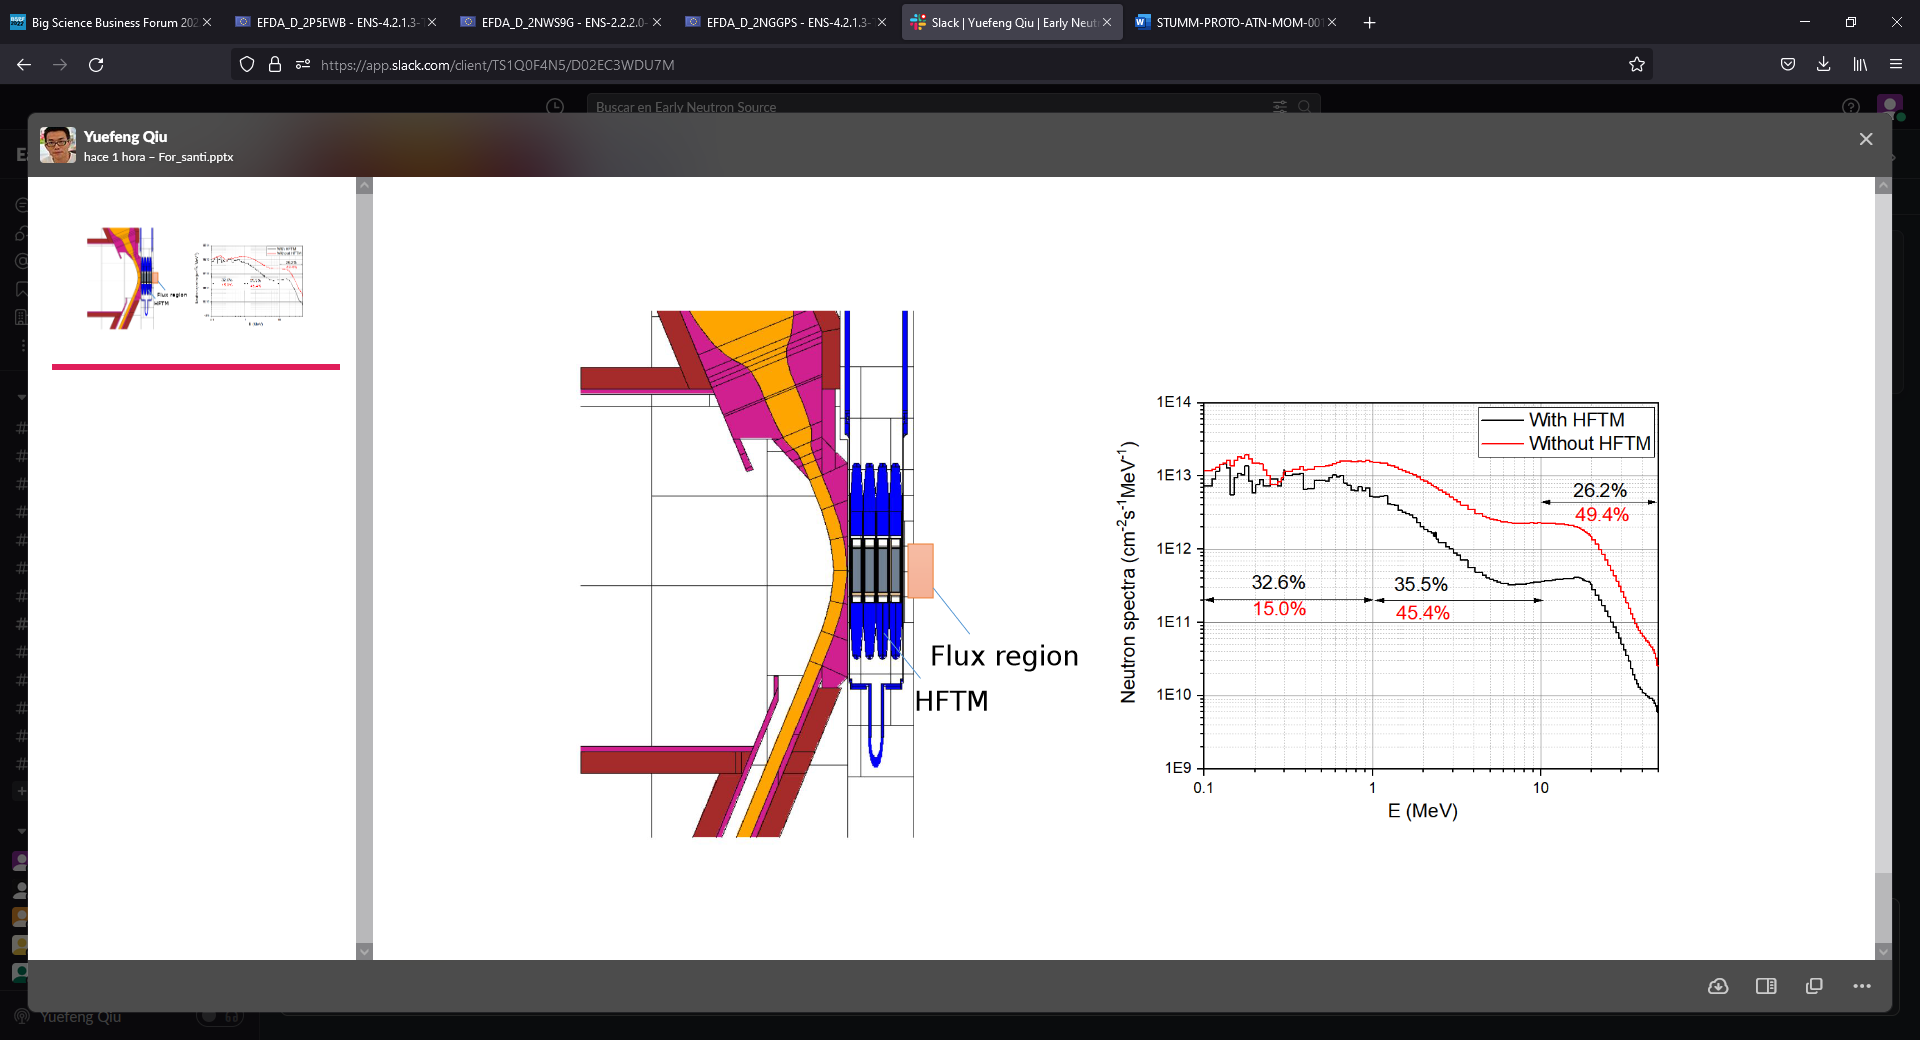 Big Science Business Forum 202
EFDA_D_2P5EWB - ENS-4.2.1.3-T
EFDA_D_2NWS9G - ENS-2.2.2.0-
EFDA_D_2NGGPS - ENS-4.2.1.3-
Slack | Yuefeng Qiu | Early Neut
STUMM-PROTO-ATN-MOM-001
https://app.slack.com/client/TS1Q0F4N5/D02EC3WDU7M
Buscar en Early Neutron Source
Yuefeng Qiu
hace 1 hora – For_santi.pptx
Flux region
HFTM
Flux region
HFTM
1E14
1E13
1E12
1E11
1E10
1E9
Neutron spectra (cm-2s-1MeV-1)
With HFTM
Without HFTM
26.2%
49.4%
32.6%
15.0%
35.5%
45.4%
0.1
1
10
E (MeV)
Yuefeng Qiu